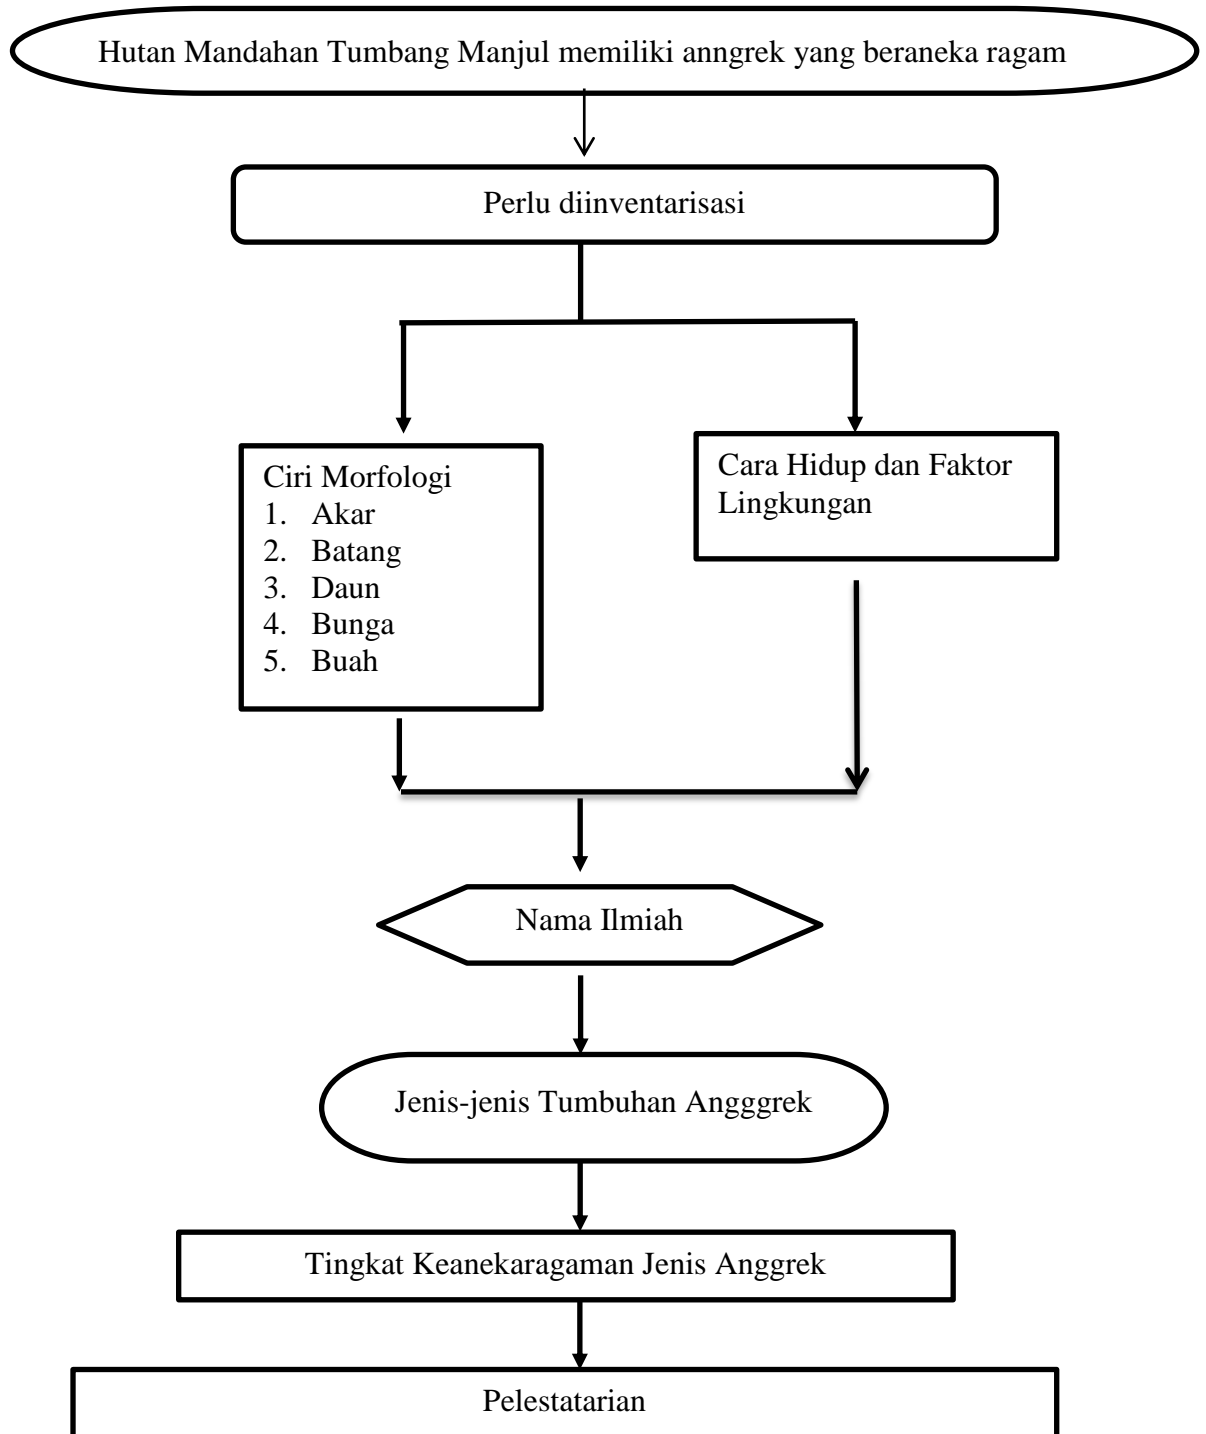 Hutan Mandahan Tumbang Manjul memiliki anngrek yang beraneka ragam
Perlu diinventarisasi
Ciri Morfologi
1. Akar
2. Batang
3. Daun
4. Bunga
5. Buah
Cara Hidup dan Faktor
Lingkungan
Nama Ilmiah
Jenis-jenis Tumbuhan Angggrek
Tingkat Keanekaragaman Jenis Anggrek
Pelestatarian